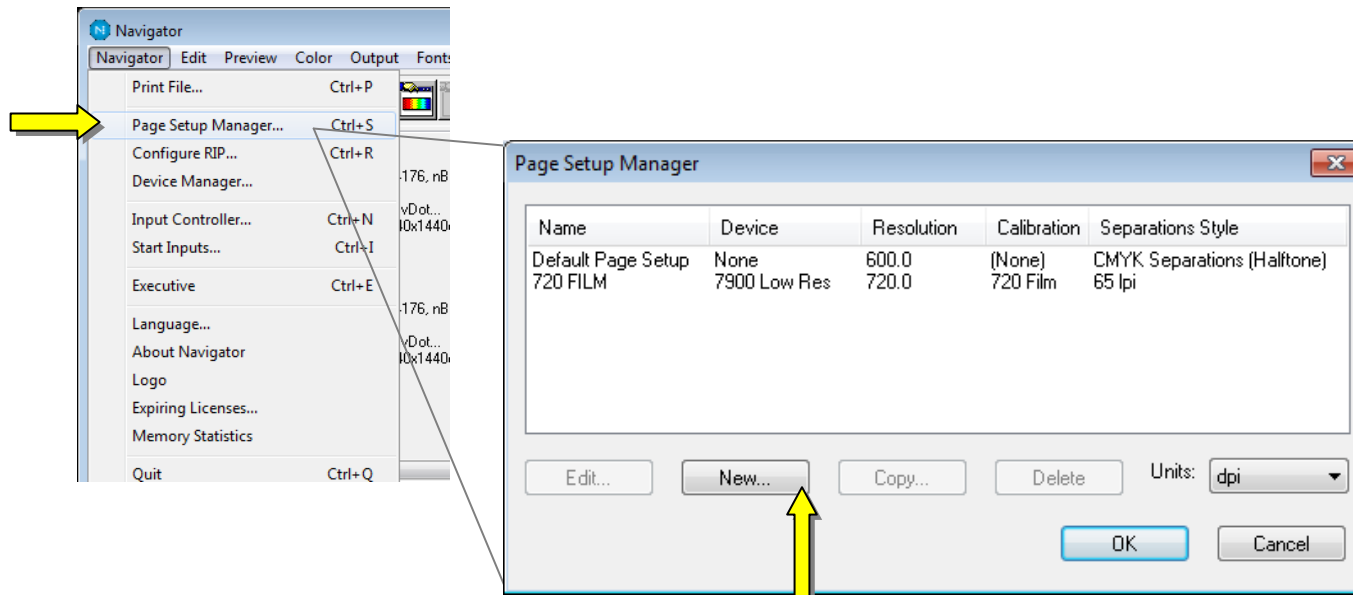 Navigator
Navigator Edit Preview Color Output Fonts
Print File... Ctrl+P
Page Setup Manager... Ctrl+S
Configure RIP... Ctrl+R
Device Manager...
Input Controller... Ctrl+N
Start Inputs... Ctrl+I
Executive Ctrl+E
Language...
About Navigator
Logo
Expiring Licenses...
Memory Statistics
Quit Ctrl+Q
176, nB
vDot...
40x1440
176, nB
vDot...
40x1440
Page Setup Manager
Name Device Resolution Calibration Separations Style
Default Page Setup None 600.0 (None) CMYK Separations (Halftone)
720 FILM 7900 Low Res 720.0 720 Film 65 lpi
Edit... New... Copy... Delete Units: dpi
OK Cancel